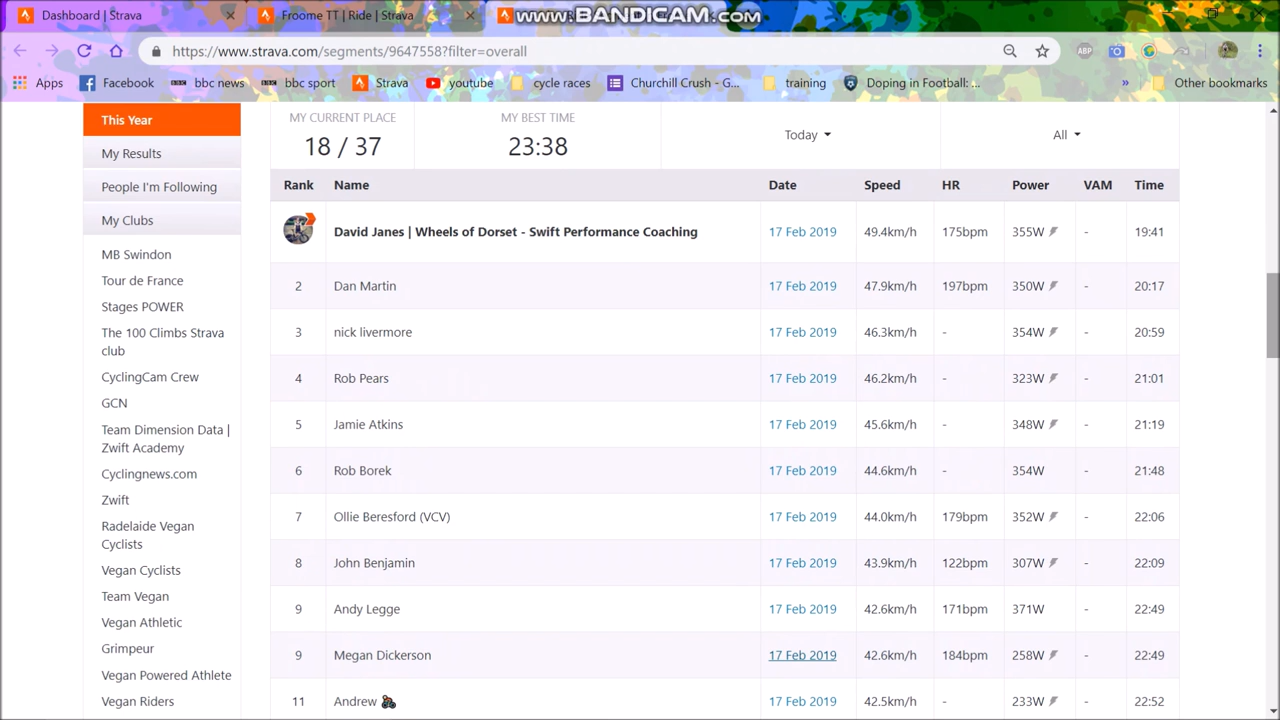 Dashboard | Strava
Froome TT | Ride | Strava
www.BANDICAM.com
https://www.strava.com/segments/9647558?filter=overall
ABP
Apps Facebook bbc news bbc sport Strava youtube cycle races Churchill Crush - G... training Doping in Football: ... » Other bookmarks
This Year
My Results
People I'm Following
My Clubs
MB Swindon
Tour de France
Stages POWER
The 100 Climbs Strava
club
CyclingCam Crew
GCN
Team Dimension Data |
Zwift Academy
Cyclingnews.com
Zwift
Radelaide Vegan
Cyclists
Vegan Cyclists
Team Vegan
Vegan Athletic
Grimpeur
Vegan Powered Athlete
Vegan Riders
MY CURRENT PLACE
18 / 37
MY BEST TIME
23:38
Today
All
Rank Name Date Speed HR Power VAM Time
David Janes | Wheels of Dorset - Swift Performance Coaching 17 Feb 2019 49.4km/h 175bpm 355W - 19:41
2 Dan Martin 17 Feb 2019 47.9km/h 197bpm 350W - 20:17
3 nick livermore 17 Feb 2019 46.3km/h - 354W - 20:59
4 Rob Pears 17 Feb 2019 46.2km/h - 323W - 21:01
5 Jamie Atkins 17 Feb 2019 45.6km/h - 348W - 21:19
6 Rob Borek 17 Feb 2019 44.6km/h - 354W - 21:48
7 Ollie Beresford (VCV) 17 Feb 2019 44.0km/h 179bpm 352W - 22:06
8 John Benjamin 17 Feb 2019 43.9km/h 122bpm 307W - 22:09
9 Andy Legge 17 Feb 2019 42.6km/h 171bpm 371W - 22:49
9 Megan Dickerson 17 Feb 2019 42.6km/h 184bpm 258W - 22:49
11 Andrew 17 Feb 2019 42.5km/h - 233W - 22:52